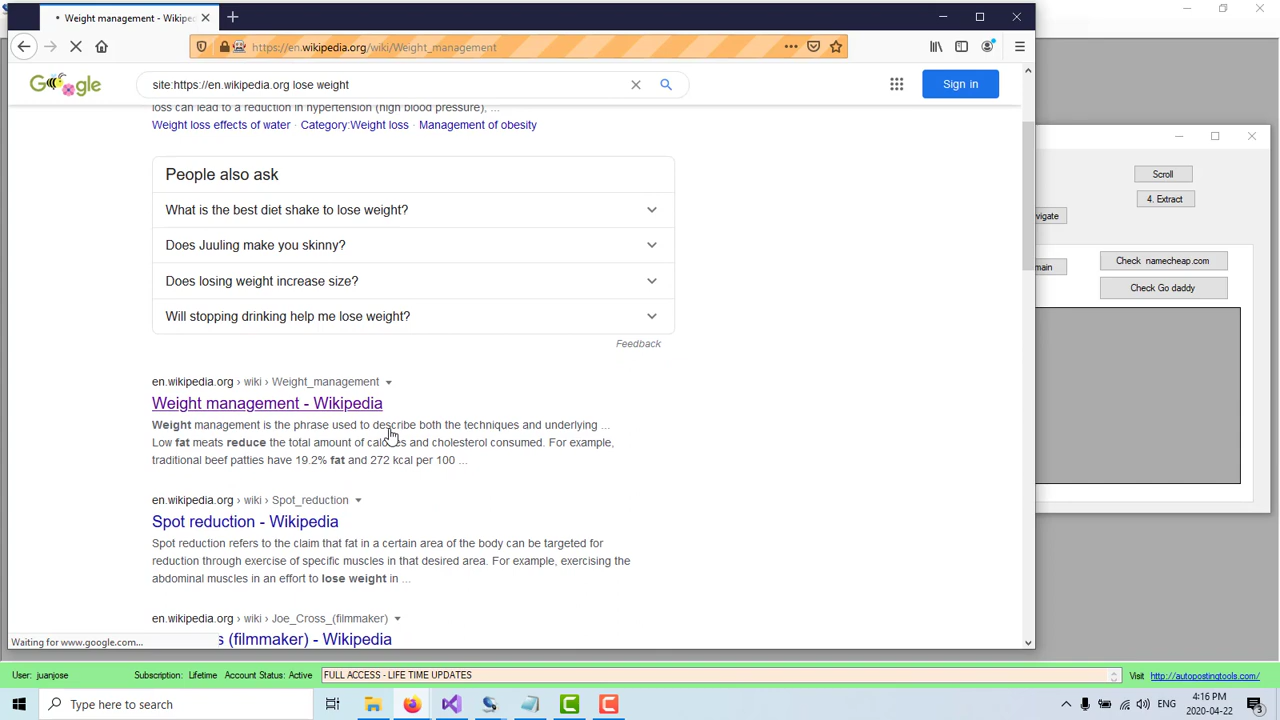 Weight management - Wikipe
https://en.wikipedia.org/wiki/Weight_management
Google
site:https://en.wikipedia.org lose weight
Sign in
loss can lead to a reduction in hypertension (high blood pressure), ...
Weight loss effects of water · Category:Weight loss · Management of obesity
People also ask
What is the best diet shake to lose weight?
Does Juuling make you skinny?
Does losing weight increase size?
Will stopping drinking help me lose weight?
Feedback
en.wikipedia.org › wiki › Weight_management
Weight management - Wikipedia
Weight management is the phrase used to describe both the techniques and underlying ...
Low fat meats reduce the total amount of calories and cholesterol consumed. For example,
traditional beef patties have 19.2% fat and 272 kcal per 100 ...
en.wikipedia.org › wiki › Spot_reduction
Spot reduction - Wikipedia
Spot reduction refers to the claim that fat in a certain area of the body can be targeted for
reduction through exercise of specific muscles in that desired area. For example, exercising the
abdominal muscles in an effort to lose weight in ...
en.wikipedia.org › wiki › Joe_Cross_(filmmaker)
s (filmmaker) - Wikipedia
Waiting for www.google.com...
Scroll
4. Extract
vigate
main
Check namecheap.com
Check Go daddy
User: juanjose
Subscription: Lifetime
Account Status: Active
FULL ACCESS - LIFE TIME UPDATES
Visit http://autopostingtools.com/
Type here to search
ENG
4:16 PM
2020-04-22
3